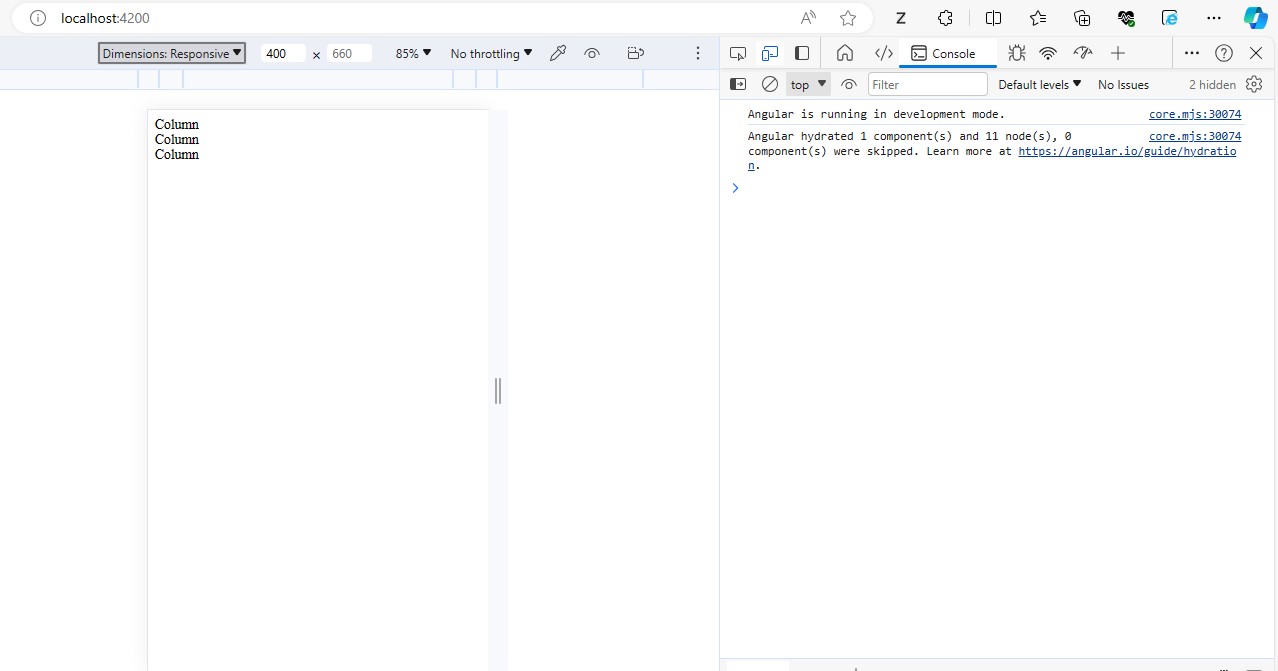 localhost:4200
Dimensions: Responsive 400 × 660 85% No throttling
Column
Column
Column
Console
top Filter Default levels No Issues 2 hidden
Angular is running in development mode. core.mjs:30074
Angular hydrated 1 component(s) and 11 node(s), 0 core.mjs:30074
component(s) were skipped. Learn more at https://angular.io/guide/hydratio
n.